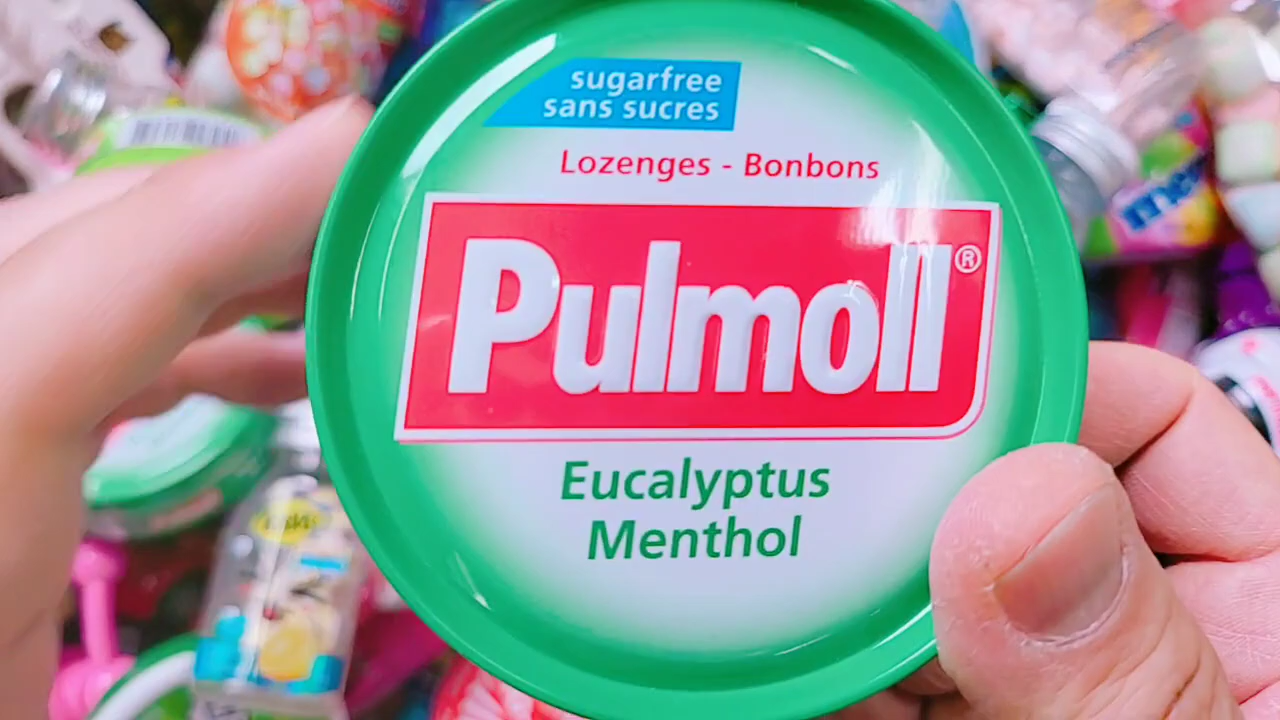 sugarfree
sans sucres
Lozenges - Bonbons
Pulmoll®
Eucalyptus
Menthol